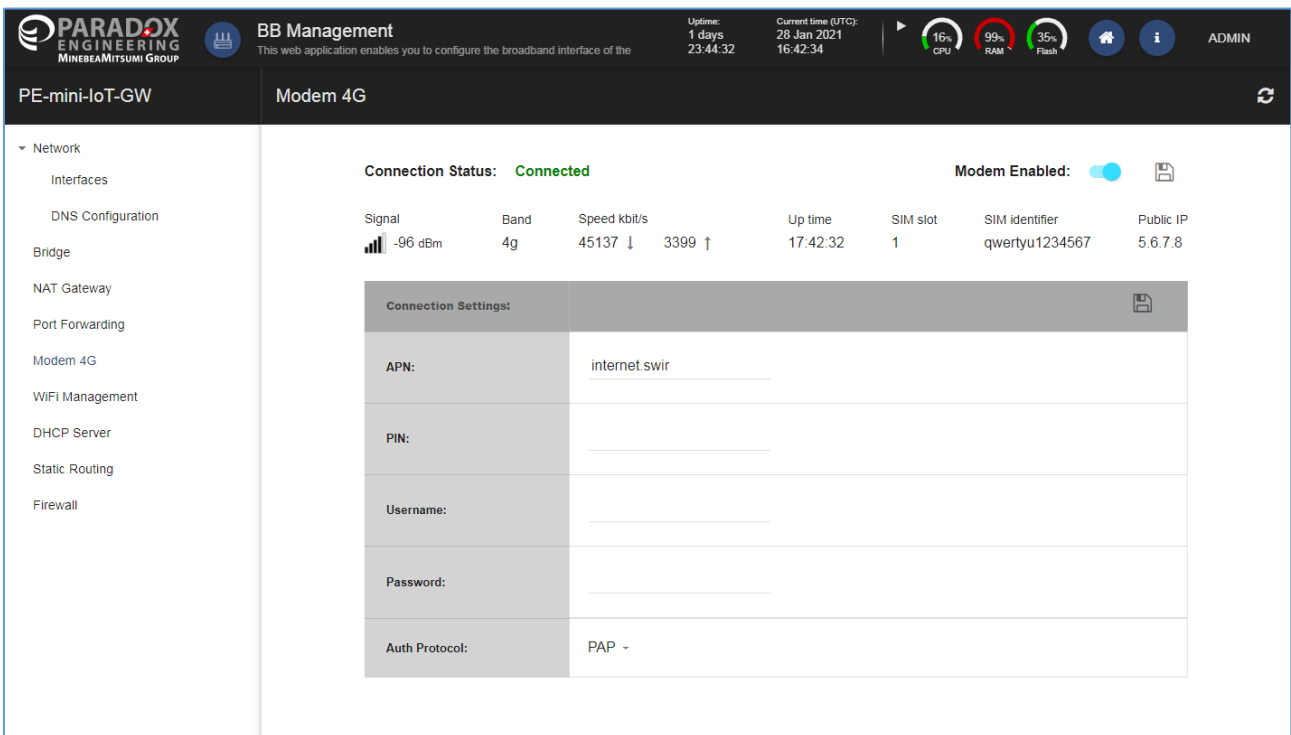 PARADOX
ENGINEERING
MINEBEAMITSUMI GROUP
BB Management
This web application enables you to configure the broadband interface of the
Uptime:
1 days
23:44:32
Current time (UTC):
28 Jan 2021
16:42:34
16%
CPU
99%
RAM
35%
Flash
i
ADMIN
PE-mini-IoT-GW
Modem 4G
Network
Interfaces
DNS Configuration
Bridge
NAT Gateway
Port Forwarding
Modem 4G
WiFi Management
DHCP Server
Static Routing
Firewall
Connection Status: Connected
Modem Enabled:
Signal Band Speed kbit/s Up time SIM slot SIM identifier Public IP
-96 dBm 4g 45137 ↓ 3399 ↑ 17:42:32 1 qwertyu1234567 5.6.7.8
Connection Settings:
APN: internet.swir
PIN:
Username:
Password:
Auth Protocol: PAP